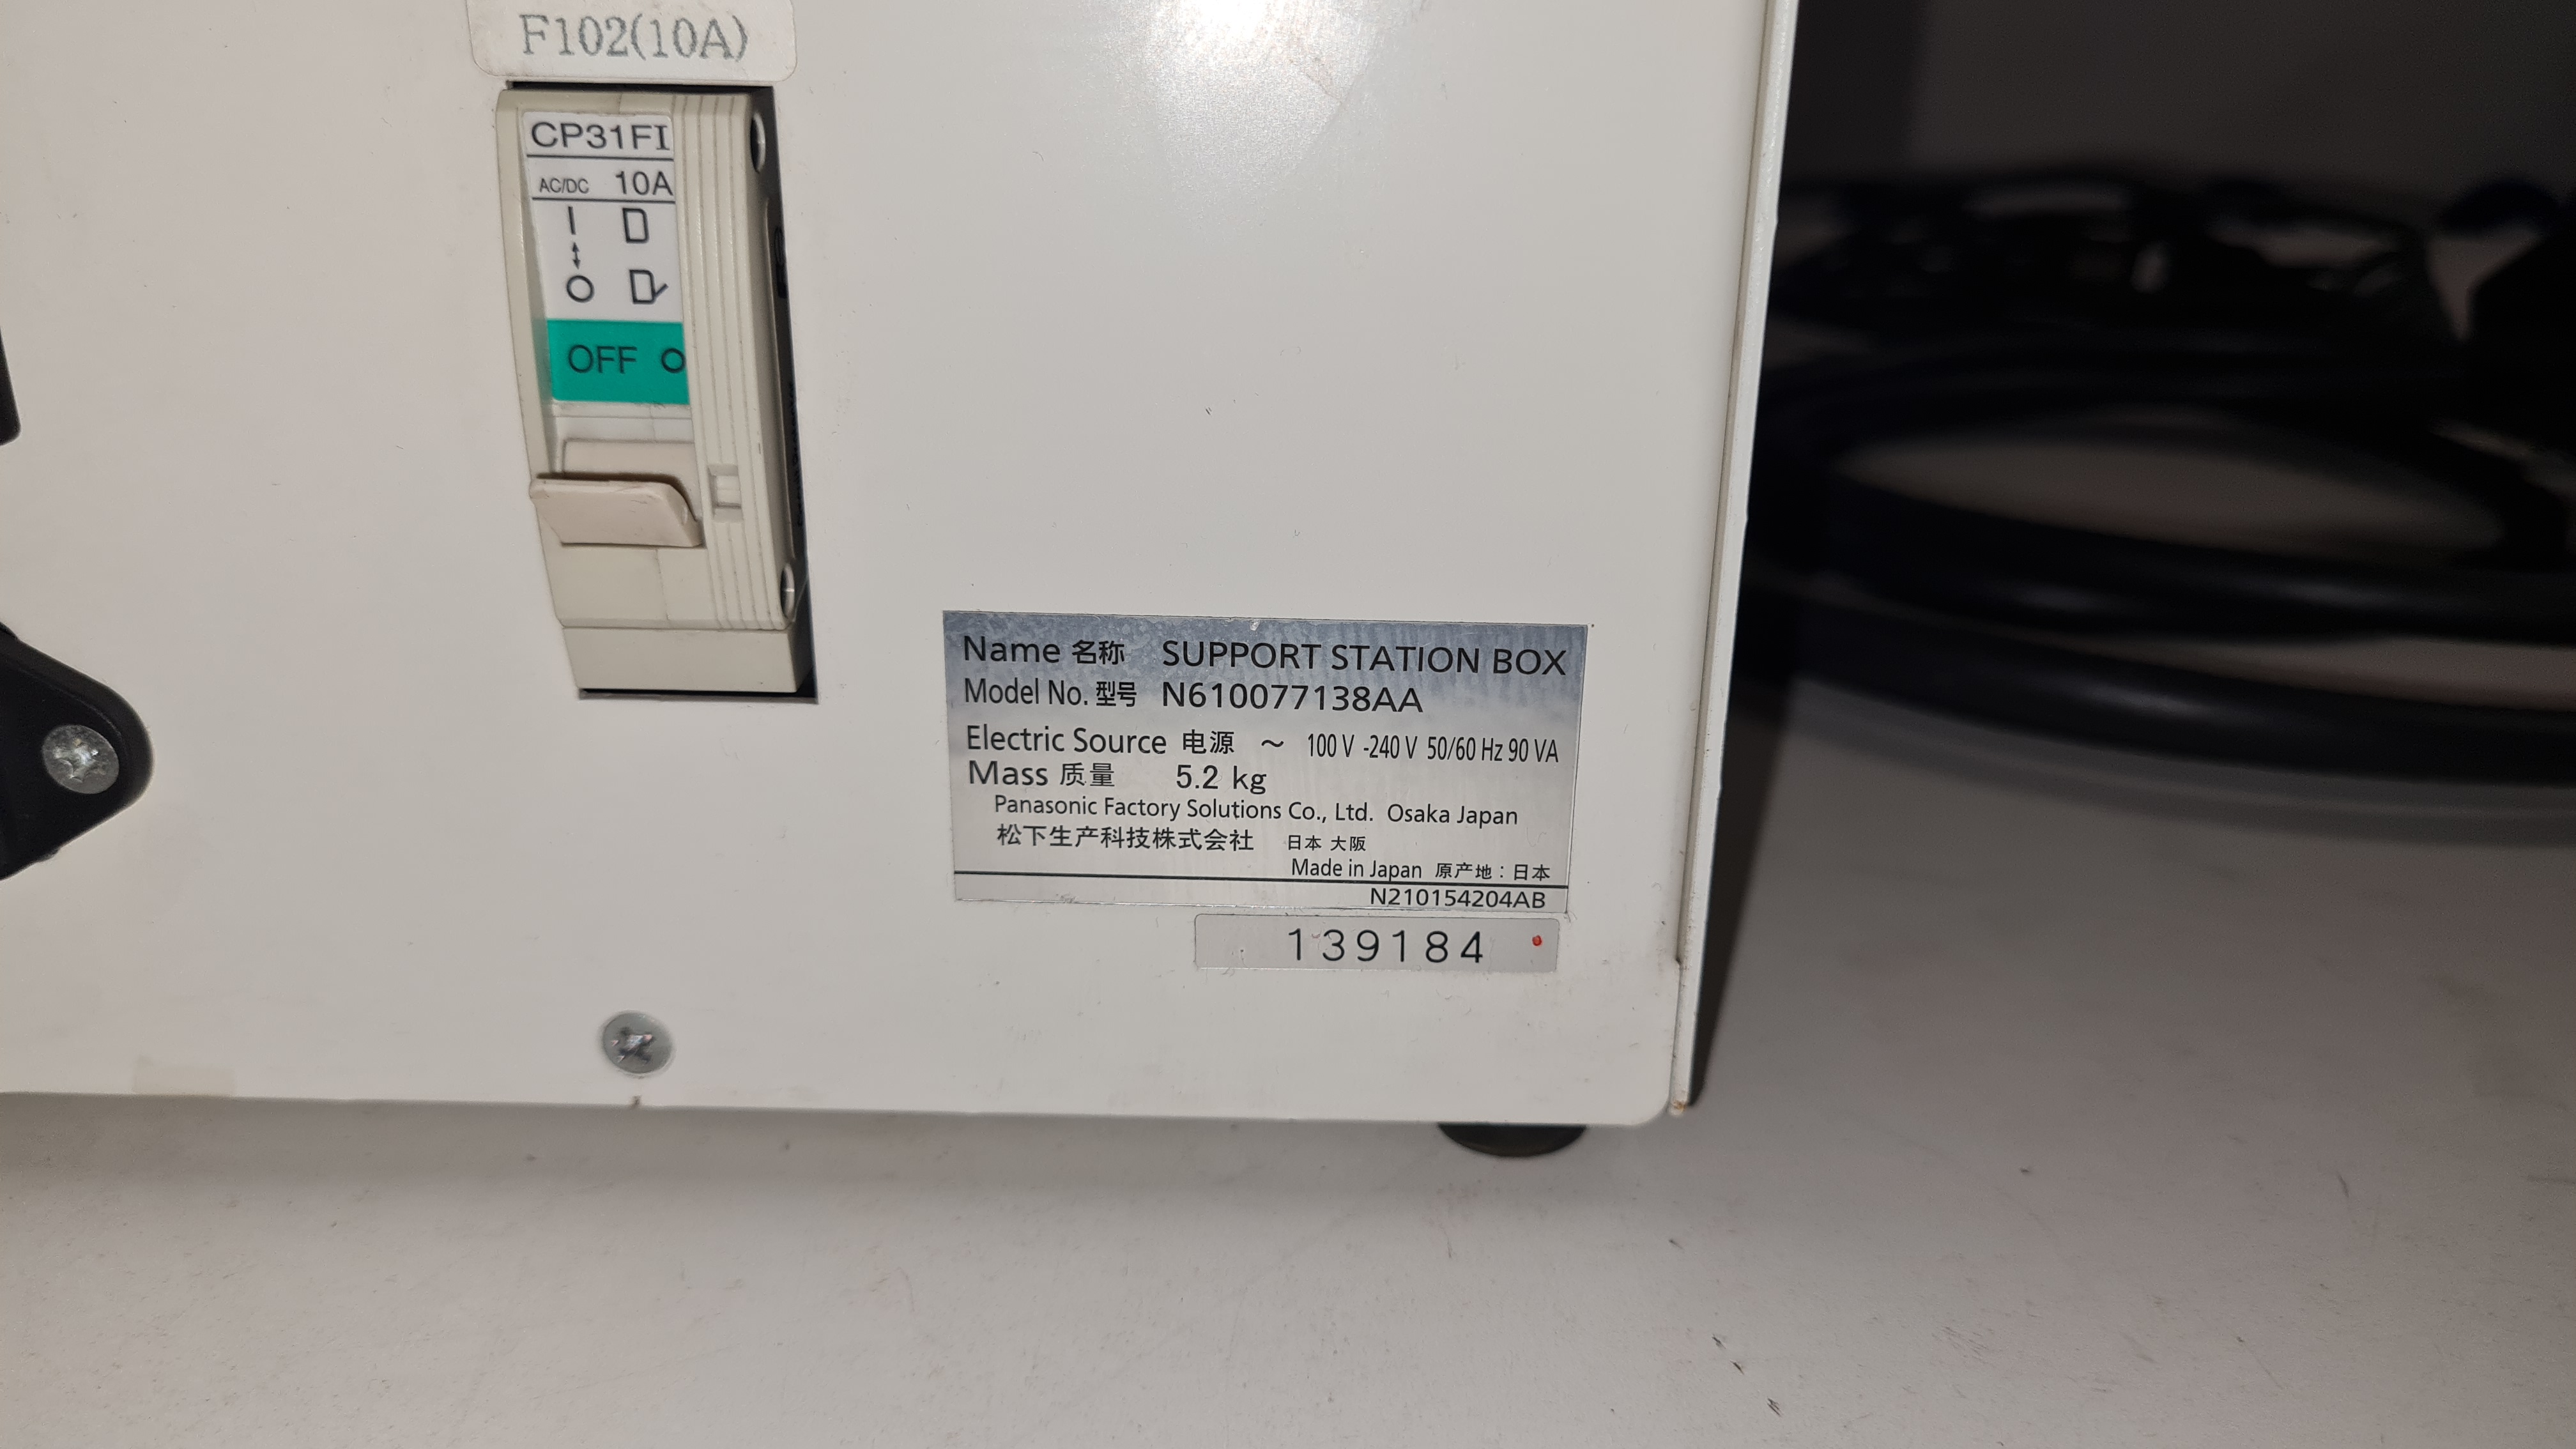 F102(10A)
CP31FI
AC/DC 10A
OFF O
Name 名称 SUPPORT STATION BOX
Model No. 型号 N610077138AA
Electric Source 电源 ~ 100 V -240 V 50/60 Hz 90 VA
Mass 质量 5.2 kg
Panasonic Factory Solutions Co., Ltd. Osaka Japan
松下生产科技株式会社 日本 大阪
Made in Japan 原产地：日本
N210154204AB
139184